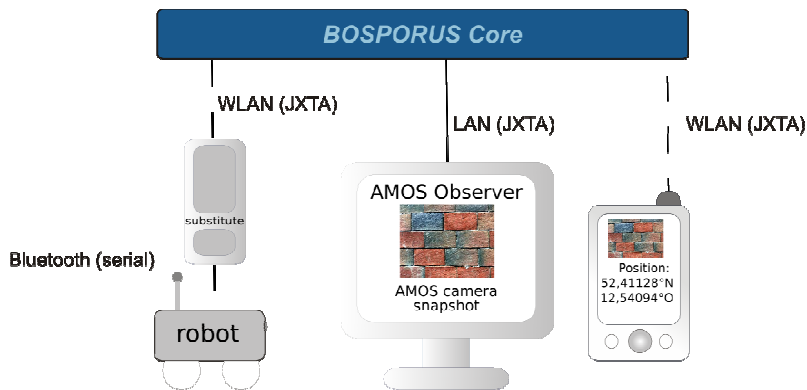 BOSPORUS Core
WLAN (JXTA)
LAN (JXTA)
WLAN (JXTA)
substitute
Bluetooth (serial)
robot
AMOS Observer
AMOS camera
snapshot
Position:
52,41128°N
12,54094°O